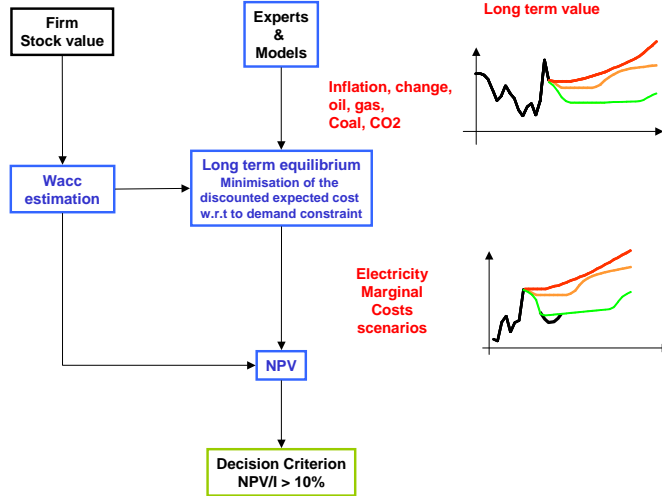 Firm
Stock value
Experts
&
Models
Long term value
Inflation, change,
oil, gas,
Coal, CO2
Wacc
estimation
Long term equilibrium
Minimisation of the
discounted expected cost
w.r.t to demand constraint
Electricity
Marginal
Costs
scenarios
NPV
Decision Criterion
NPV/I > 10%